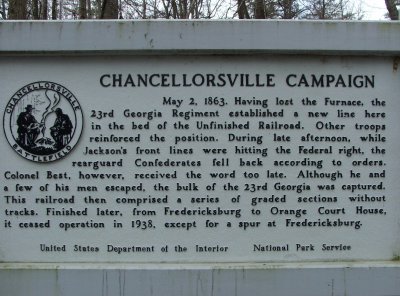 CHANCELLORSVILLE CAMPAIGN
CHANCELLORSVILLE
BATTLEFIELD
May 2, 1863. Having lost the Furnace, the
23rd Georgia Regiment established a new line here
in the bed of the Unfinished Railroad. Other troops
reinforced the position. During late afternoon, while
Jackson's front lines were hitting the Federal right, the
rearguard Confederates fell back according to orders.
Colonel Best, however, received the word too late. Although he and
a few of his men escaped, the bulk of the 23rd Georgia was captured.
This railroad then comprised a series of graded sections without
tracks. Finished later, from Fredericksburg to Orange Court House,
it ceased operation in 1938, except for a spur at Fredericksburg.
United States Department of the Interior National Park Service